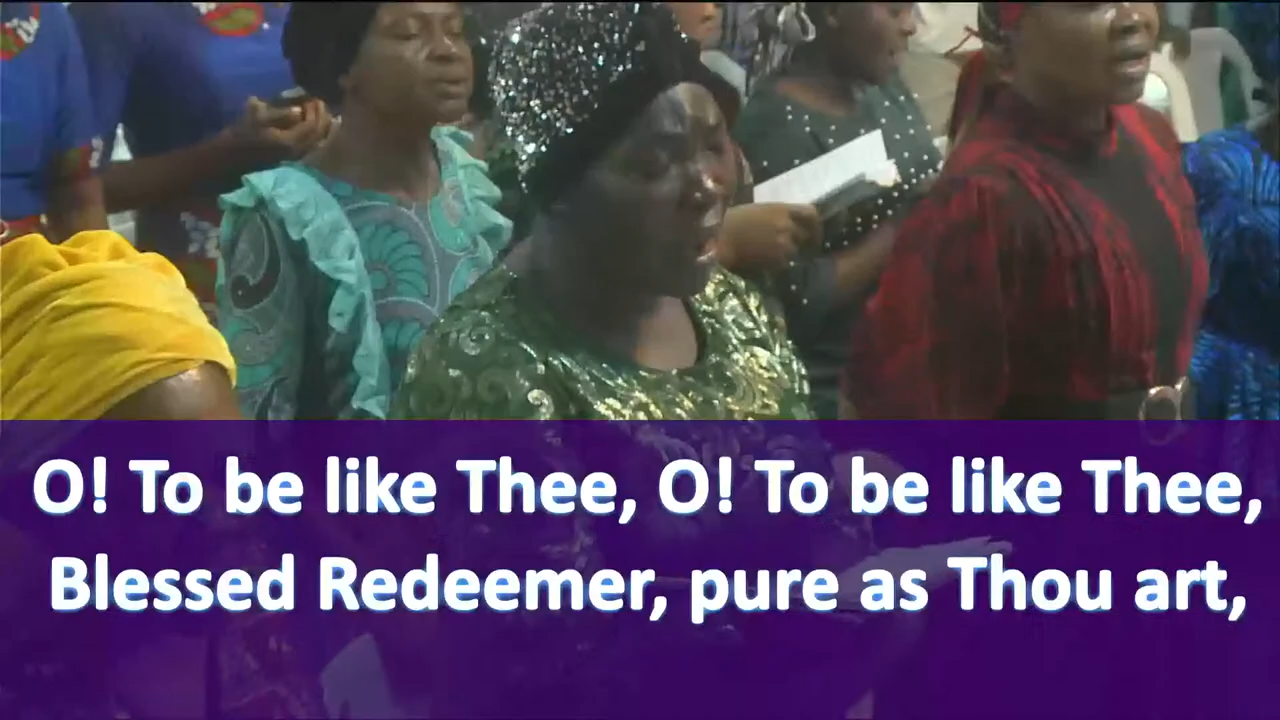 O! To be like Thee, O! To be like Thee,
Blessed Redeemer, pure as Thou art,